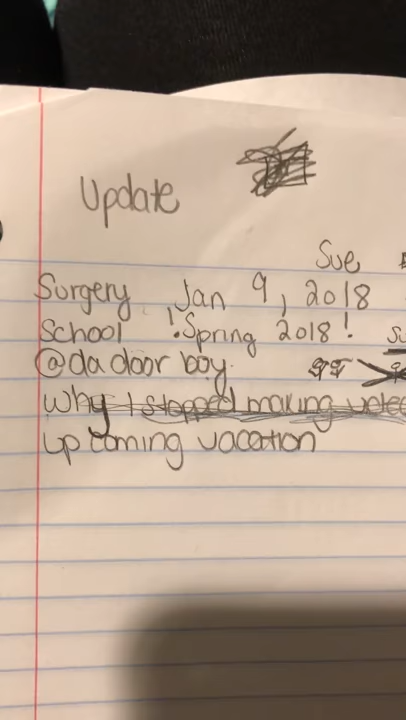 Update
Sue,
Surgery Jan 9, 2018
School !Spring 2018!
@da door boy
Why I stopped making
up coming vacation